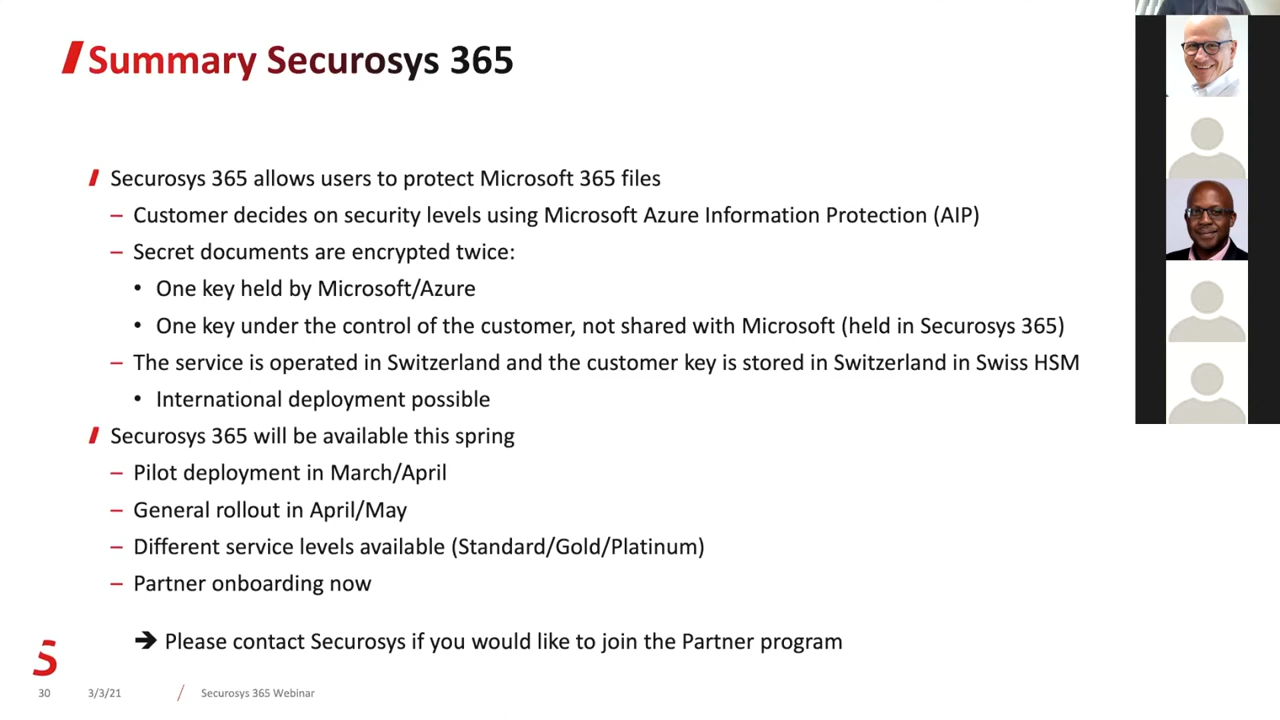 Summary Securosys 365
Securosys 365 allows users to protect Microsoft 365 files
– Customer decides on security levels using Microsoft Azure Information Protection (AIP)
– Secret documents are encrypted twice:
• One key held by Microsoft/Azure
• One key under the control of the customer, not shared with Microsoft (held in Securosys 365)
– The service is operated in Switzerland and the customer key is stored in Switzerland in Swiss HSM
• International deployment possible
Securosys 365 will be available this spring
– Pilot deployment in March/April
– General rollout in April/May
– Different service levels available (Standard/Gold/Platinum)
– Partner onboarding now
➔ Please contact Securosys if you would like to join the Partner program
30 3/3/21 / Securosys 365 Webinar